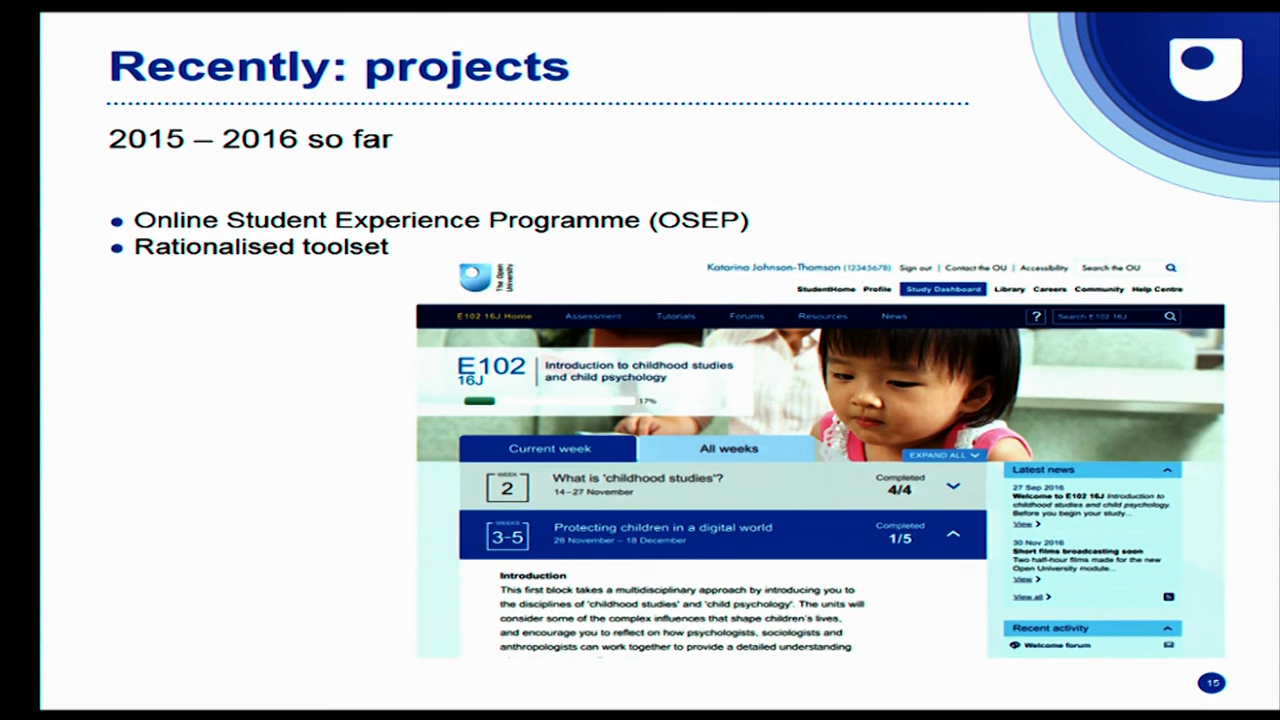 Recently: projects
2015 – 2016 so far
Online Student Experience Programme (OSEP)
Rationalised toolset
The Open University
Katarina Johnson-Thomson (12345678) Sign out | Contact the OU | Accessibility Search the OU
StudentHome Profile Study Dashboard Library Careers Community Help Centre
E102 16J Home Assessment Tutorials Forums Resources News ? Search E102 16J
E102
16J
Introduction to childhood studies
and child psychology
17%
Current week All weeks
EXPAND ALL
WEEK
2
What is 'childhood studies'?
14–27 November
Completed
4/4
WEEKS
3-5
Protecting children in a digital world
28 November – 18 December
Completed
1/5
Introduction
This first block takes a multidisciplinary approach by introducing you to
the disciplines of 'childhood studies' and 'child psychology'. The units will
consider some of the complex influences that shape children's lives,
and encourage you to reflect on how psychologists, sociologists and
anthropologists can work together to provide a detailed understanding
Latest news
27 Sep 2016
Welcome to E102 16J Introduction to
childhood studies and child psychology.
Before you begin your study...
View
30 Nov 2016
Short films broadcasting soon
Two half-hour films made for the new
Open University module...
View
View all
Recent activity
Welcome forum
15